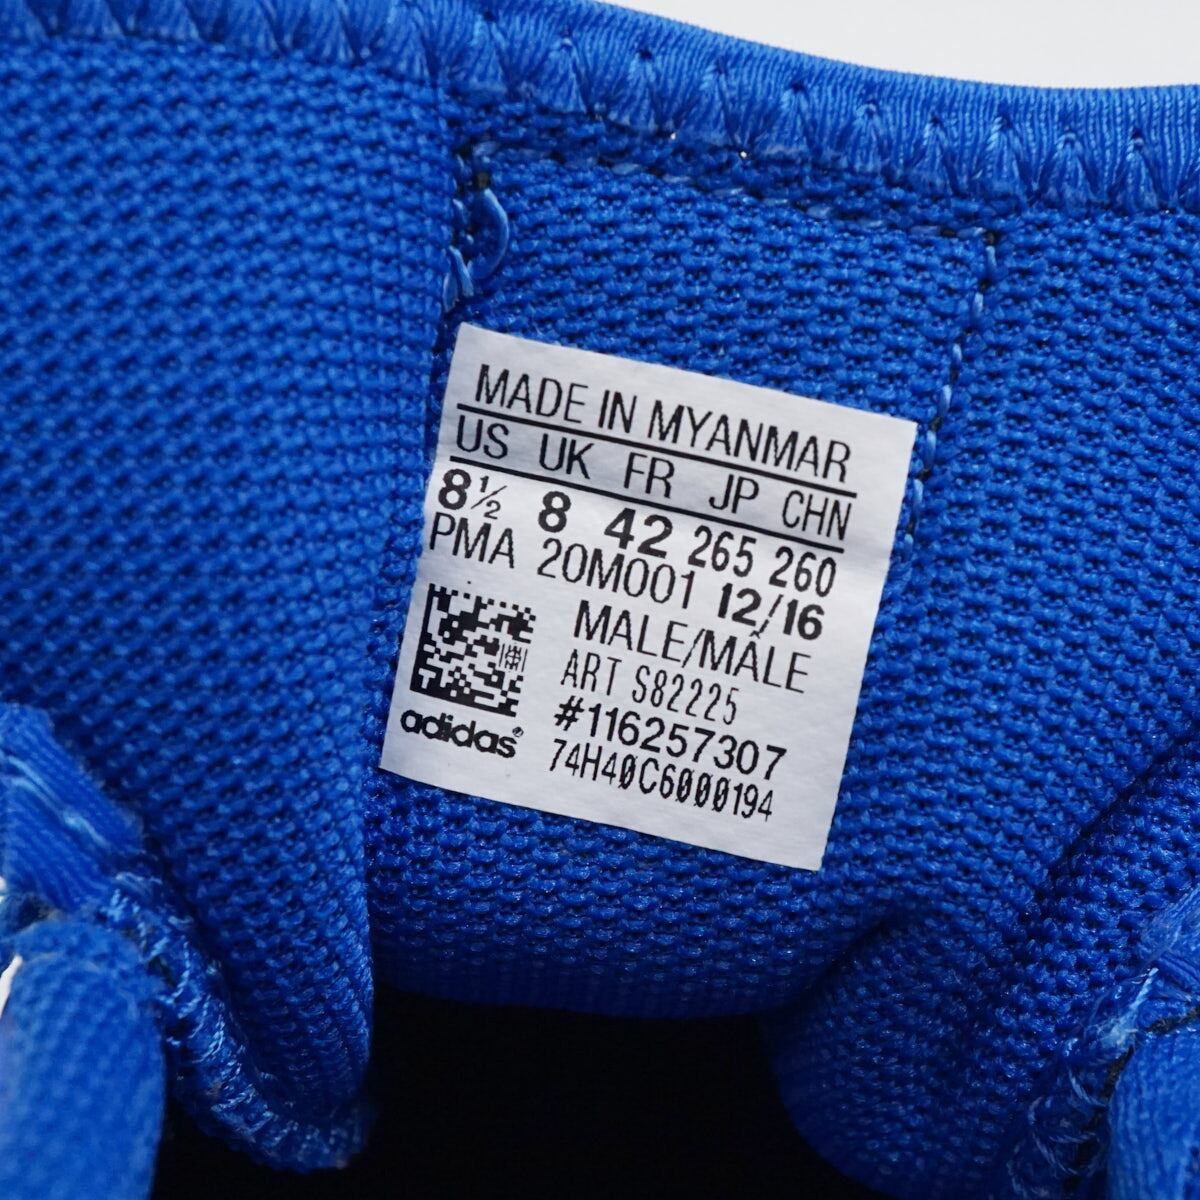 MADE IN MYANMAR
US UK FR JP CHN
8½ 8 42 265 260
PMA 20M001 12/16
MALE/MÂLE
ART S82225
#116257307
adidas®
74H40C6000194